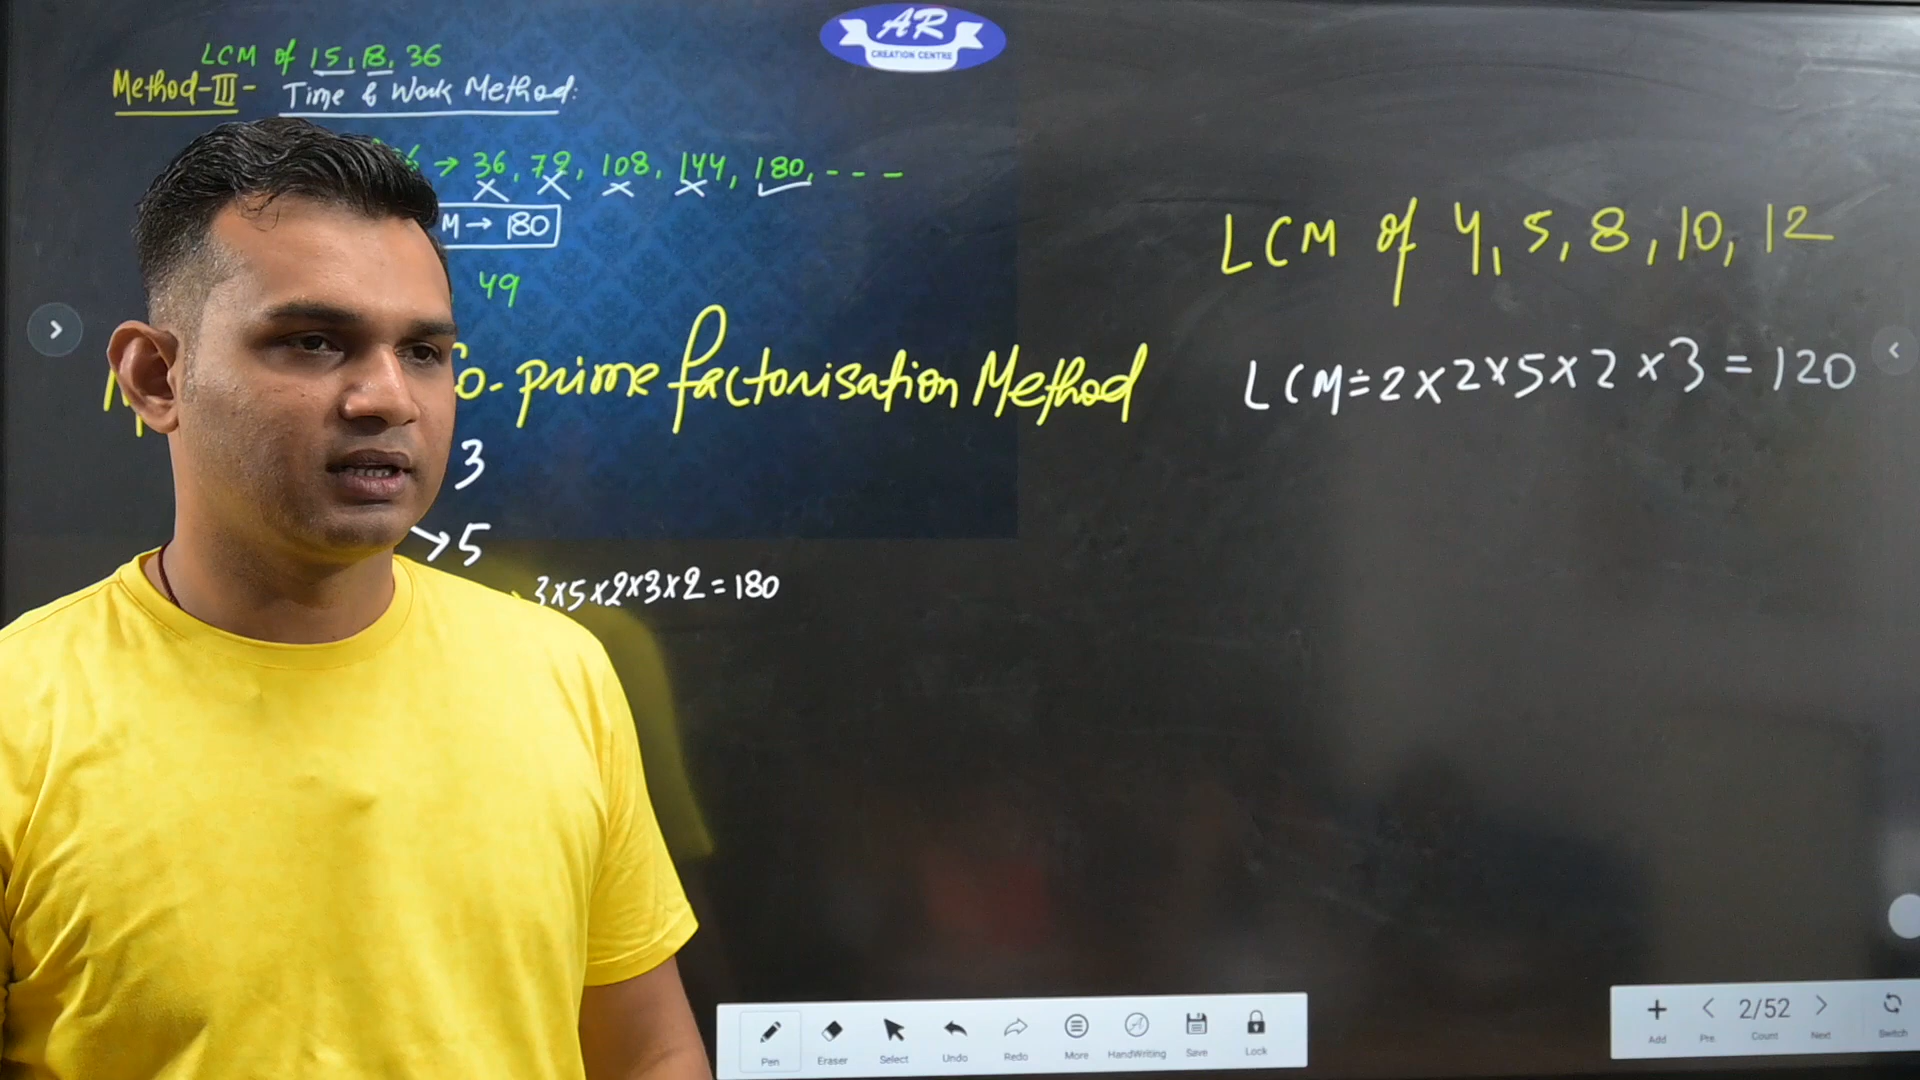 AR
CREATION CENTRE
LCM of 15, 18, 36
Method-III - Time & Work Method:
→ 36, 72, 108, 144, 180, - - -
M → 180
49
Co-prime factorisation Method
3
→ 5
3×5×2×3×2 = 180
LCM of 4, 5, 8, 10, 12
LCM÷ 2×2×5×2×3 = 120
Pen Eraser Select Undo Redo More HandWriting Save Lock
2/52
Add Pre Count Next Switch